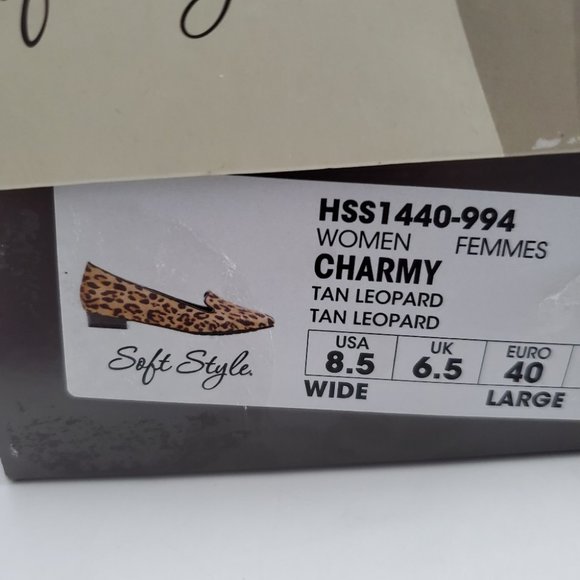 HSS1440-994
WOMEN FEMMES
CHARMY
TAN LEOPARD
TAN LEOPARD
Soft Style.
USA UK EURO
8.5 6.5 40
WIDE LARGE